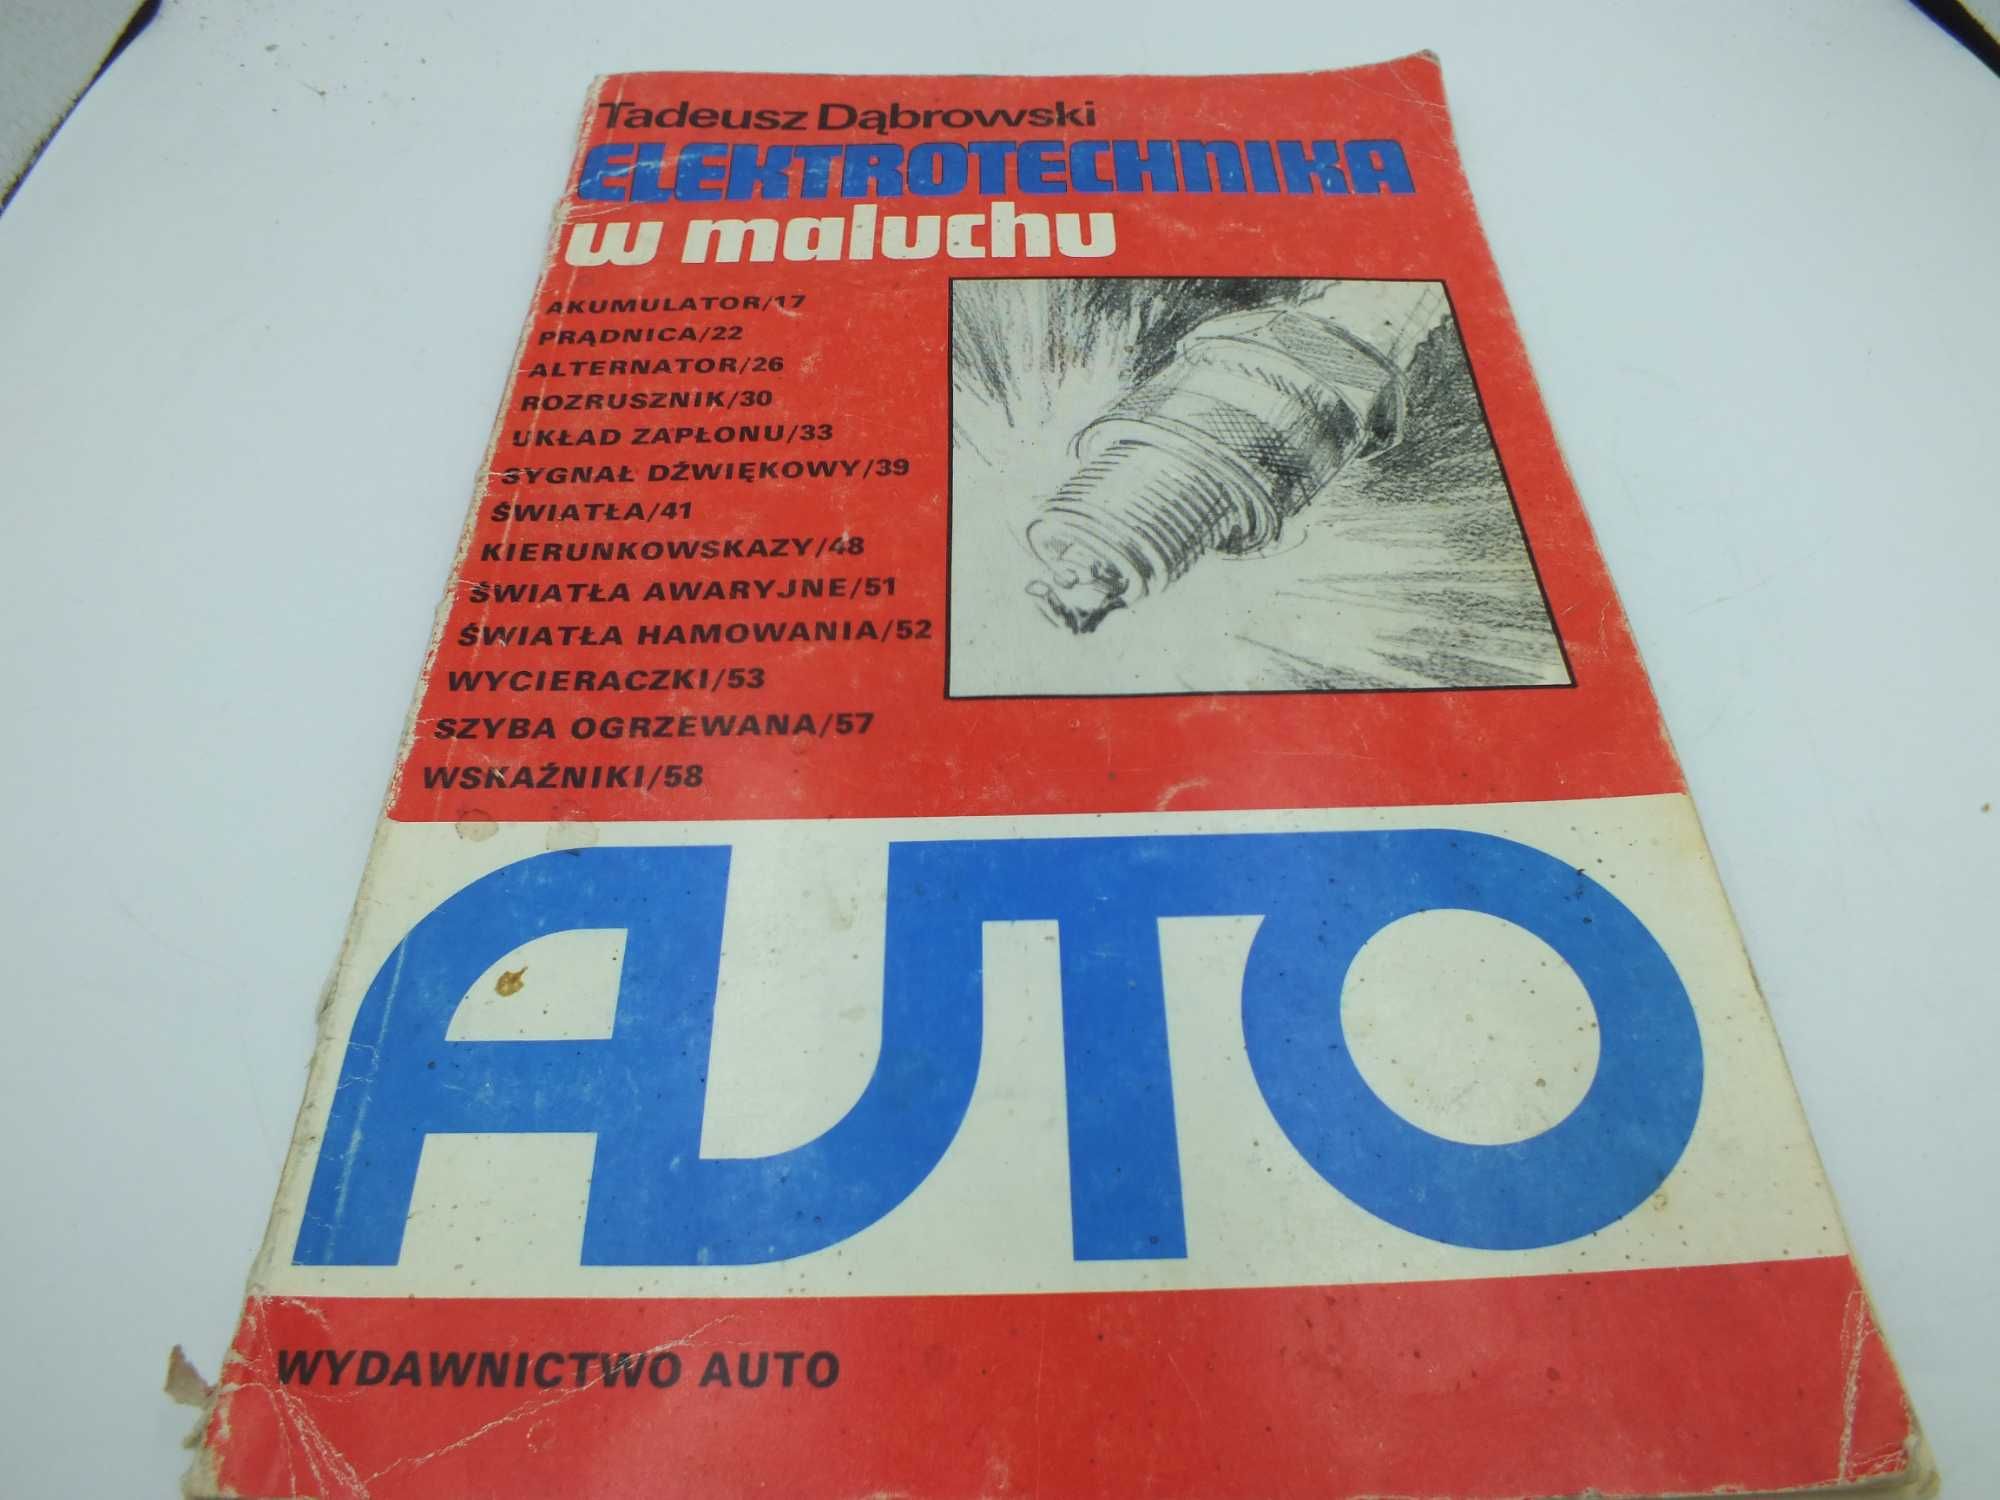 Tadeusz Dąbrowski
ELEKTROTECHNIKA
w maluchu
AKUMULATOR/17
PRĄDNICA/22
ALTERNATOR/26
ROZRUSZNIK/30
UKŁAD ZAPŁONU/33
SYGNAŁ DŹWIĘKOWY/39
ŚWIATŁA/41
KIERUNKOWSKAZY/48
ŚWIATŁA AWARYJNE/51
ŚWIATŁA HAMOWANIA/52
WYCIERACZKI/53
SZYBA OGRZEWANA/57
WSKAŹNIKI/58
AUTO
WYDAWNICTWO AUTO